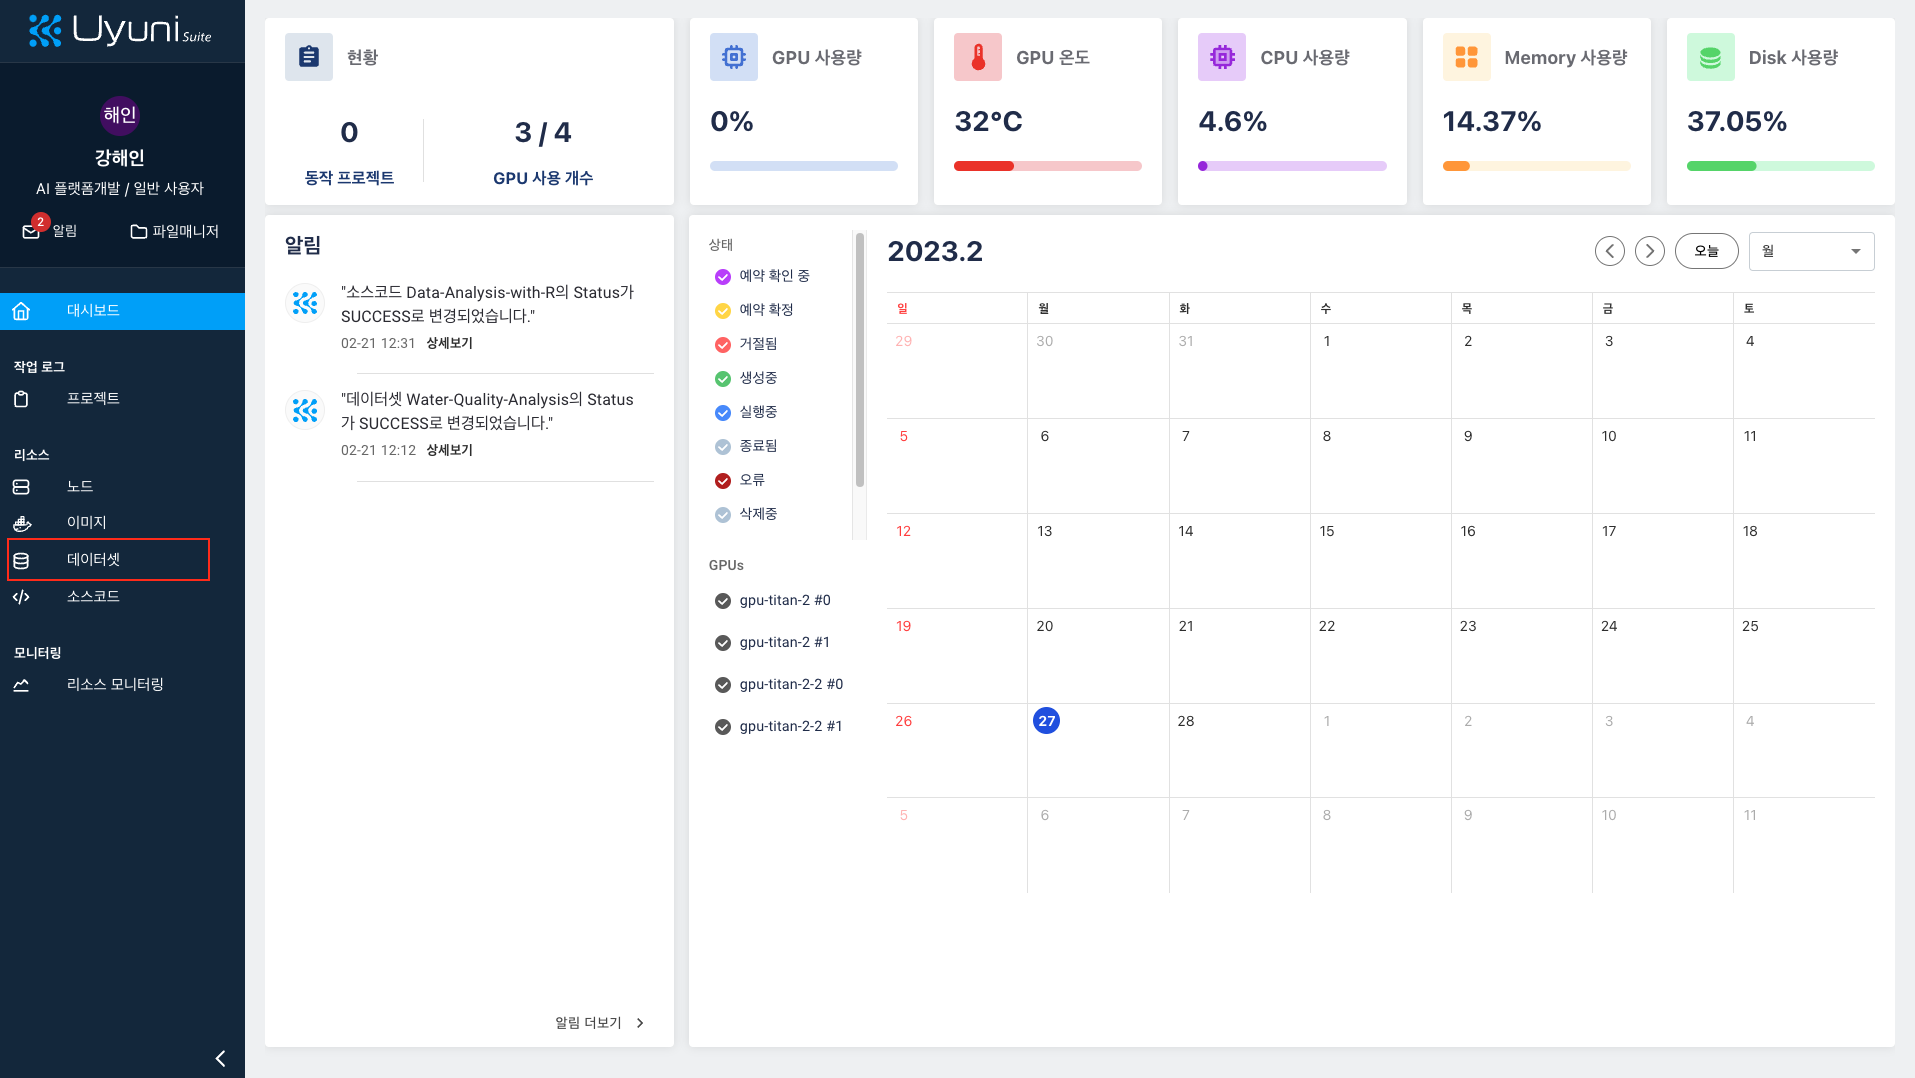 Uyuni Suite
해인
강해인
AI 플랫폼개발 / 일반 사용자
2
알림
파일매니저
대시보드
작업 로그
프로젝트
리소스
노드
이미지
데이터셋
소스코드
모니터링
리소스 모니터링
현황
0
동작 프로젝트
3 / 4
GPU 사용 개수
GPU 사용량
0%
GPU 온도
32°C
CPU 사용량
4.6%
Memory 사용량
14.37%
Disk 사용량
37.05%
알림
"소스코드 Data-Analysis-with-R의 Status가
SUCCESS로 변경되었습니다."
02-21 12:31 상세보기
"데이터셋 Water-Quality-Analysis의 Status
가 SUCCESS로 변경되었습니다."
02-21 12:12 상세보기
알림 더보기
상태
예약 확인 중
예약 확정
거절됨
생성중
실행중
종료됨
오류
삭제중
GPUs
gpu-titan-2 #0
gpu-titan-2 #1
gpu-titan-2-2 #0
gpu-titan-2-2 #1
2023.2
오늘
월
일 월 화 수 목 금 토
29 30 31 1 2 3 4
5 6 7 8 9 10 11
12 13 14 15 16 17 18
19 20 21 22 23 24 25
26 27 28 1 2 3 4
5 6 7 8 9 10 11